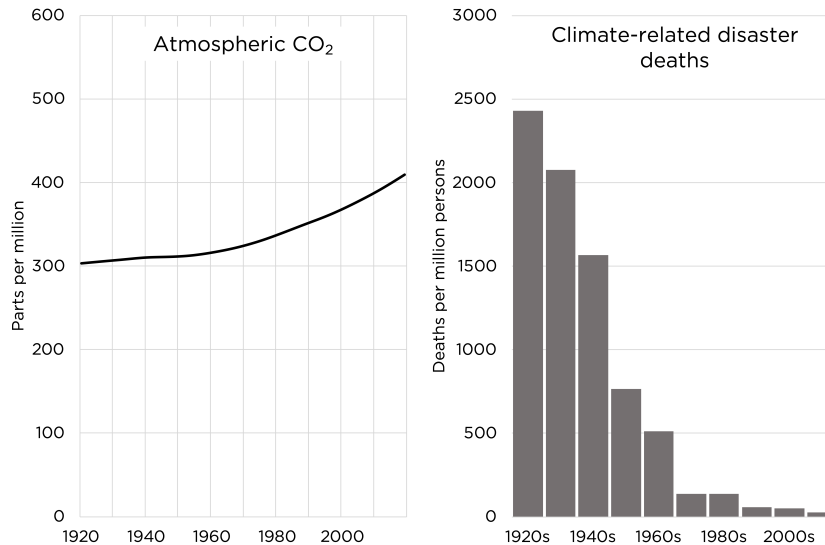 Atmospheric CO₂
Parts per million
600
500
400
300
200
100
0
1920 1940 1960 1980 2000
Climate-related disaster
deaths
Deaths per million persons
3000
2500
2000
1500
1000
500
0
1920s 1940s 1960s 1980s 2000s